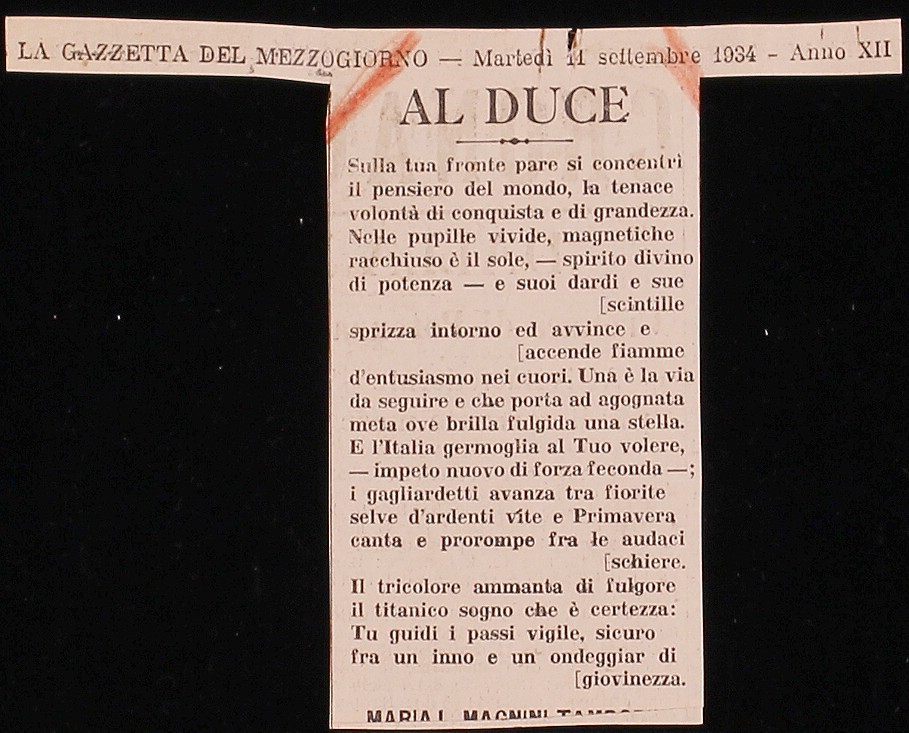 LA GAZZETTA DEL MEZZOGIORNO — Martedì 11 settembre 1934 - Anno XII
AL DUCE
Sulla tua fronte pare si concentri
il pensiero del mondo, la tenace
volontà di conquista e di grandezza.
Nelle pupille vivide, magnetiche
racchiuso è il sole, — spirito divino
di potenza — e suoi dardi e sue
[scintille
sprizza intorno ed avvince e
[accende fiamme
d'entusiasmo nei cuori. Una è la via
da seguire e che porta ad agognata
meta ove brilla fulgida una stella.
E l'Italia germoglia al Tuo volere,
— impeto nuovo di forza feconda —;
i gagliardetti avanza tra fiorite
selve d'ardenti vite e Primavera
canta e prorompe fra le audaci
[schiere.
Il tricolore ammanta di fulgore
il titanico sogno che è certezza:
Tu guidi i passi vigile, sicuro
fra un inno e un ondeggiar di
[giovinezza.
MARIA L. MAGNINI